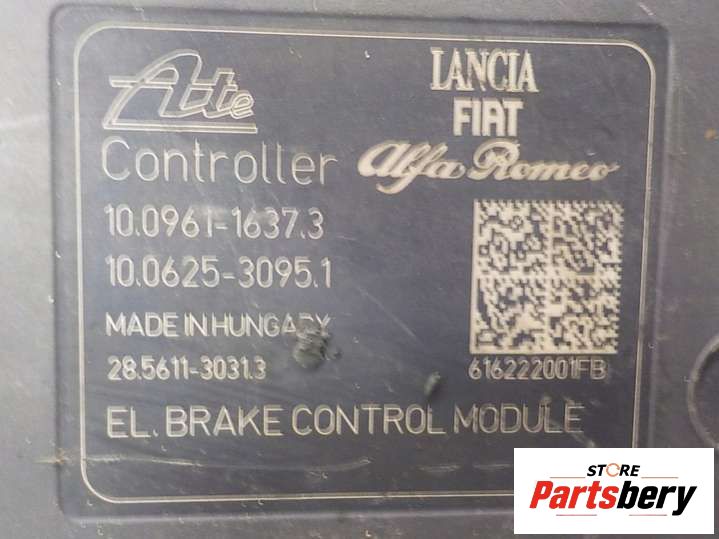 Ate
LANCIA
FIAT
Alfa Romeo
Controller
10.0961-1637.3
10.0625-3095.1
MADE IN HUNGARY
28.5611-3031.3
616222001FB
EL. BRAKE CONTROL MODULE
STORE
Partsbery